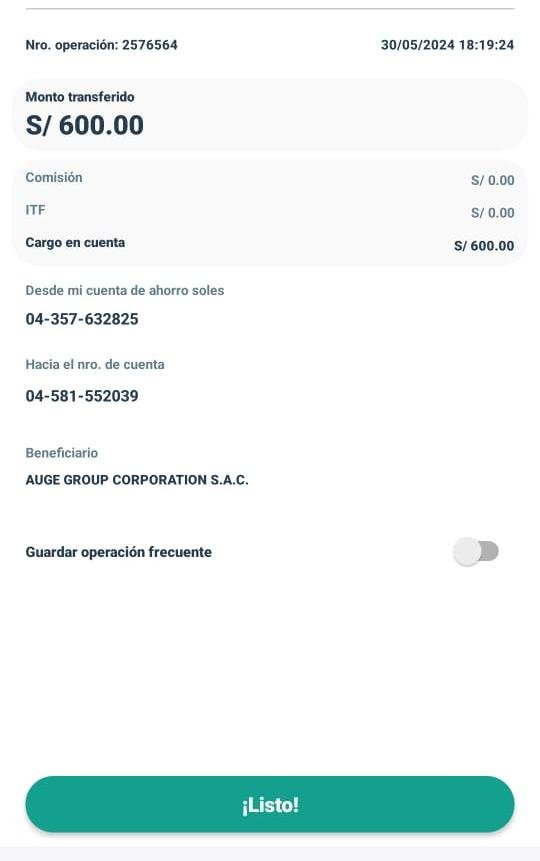 Nro. operación: 2576564 30/05/2024 18:19:24
Monto transferido
S/ 600.00
Comisión S/ 0.00
ITF S/ 0.00
Cargo en cuenta S/ 600.00
Desde mi cuenta de ahorro soles
04-357-632825
Hacia el nro. de cuenta
04-581-552039
Beneficiario
AUGE GROUP CORPORATION S.A.C.
Guardar operación frecuente
¡Listo!